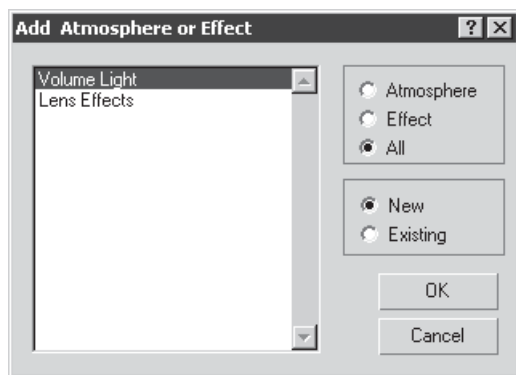 Add Atmosphere or Effect
Volume Light
Lens Effects
Atmosphere
Effect
All
New
Existing
OK
Cancel